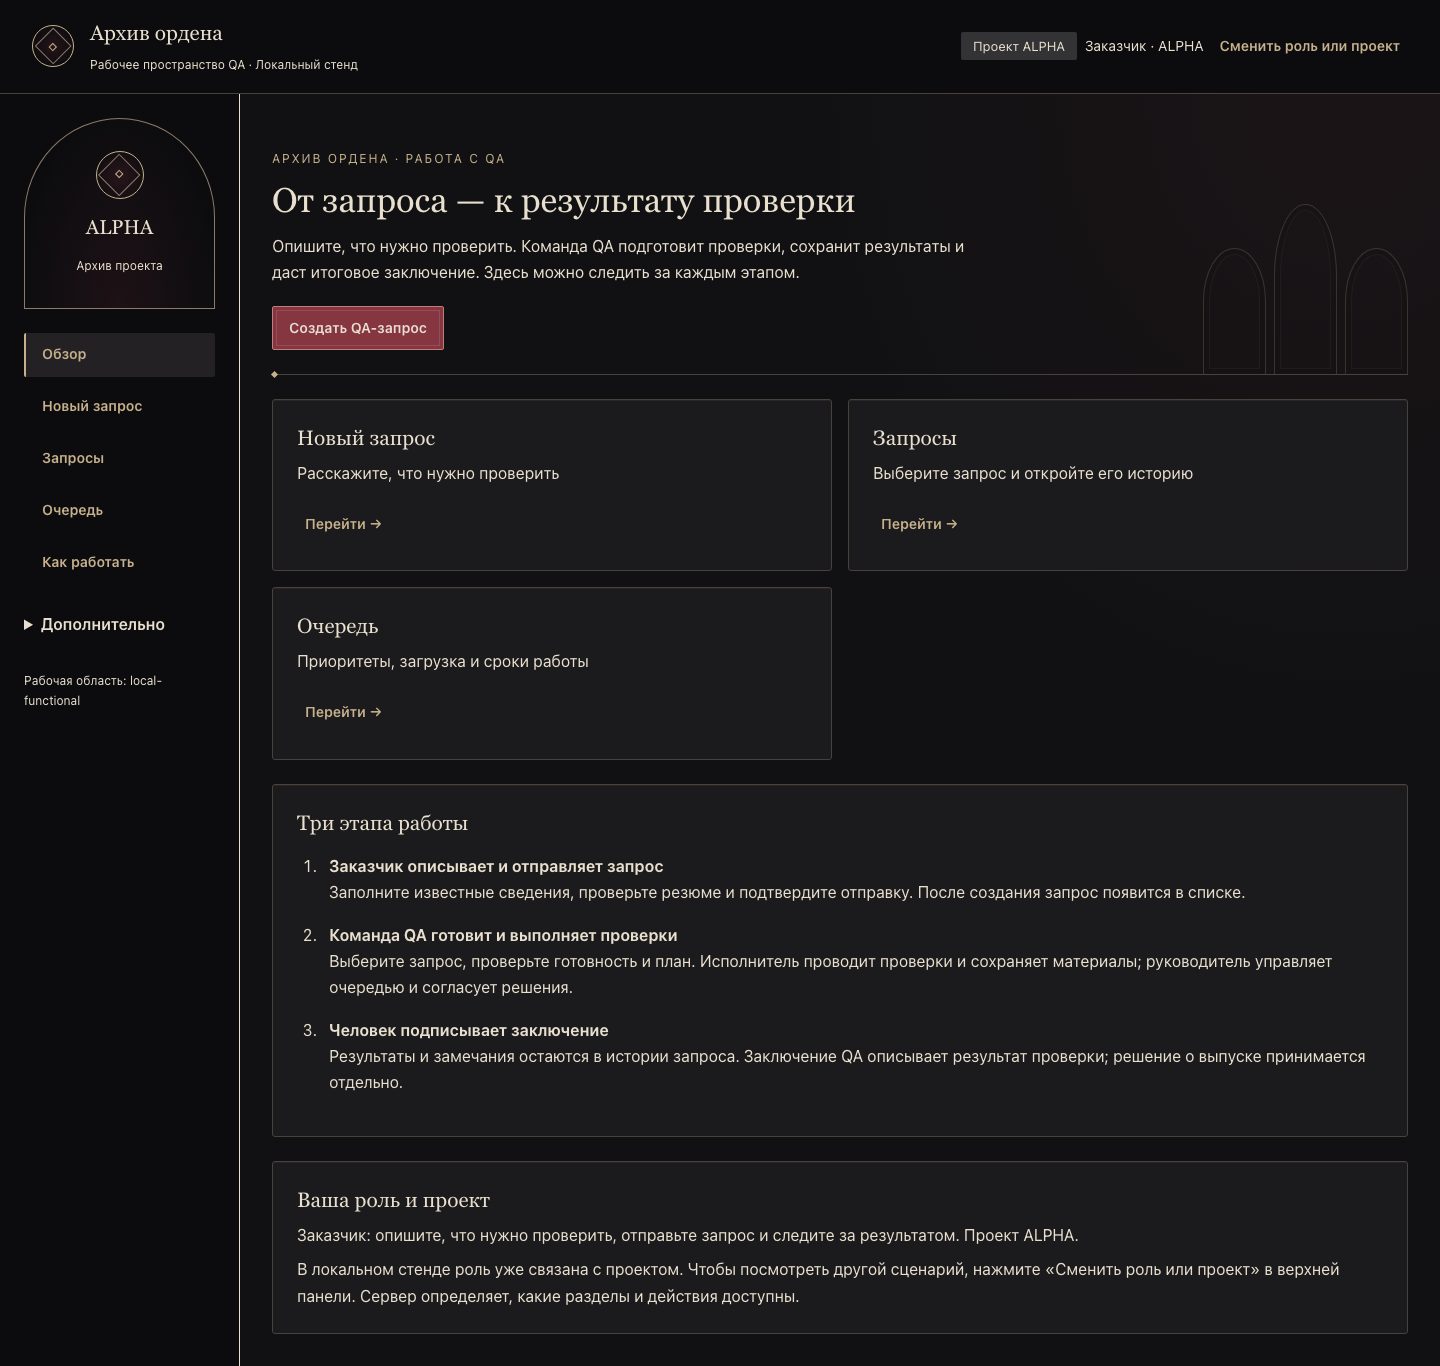 Архив ордена
Рабочее пространство QA · Локальный стенд
Проект ALPHA
Заказчик · ALPHA
Сменить роль или проект
ALPHA
Архив проекта
Обзор
Новый запрос
Запросы
Очередь
Как работать
Дополнительно
Рабочая область: local-
functional
АРХИВ ОРДЕНА · РАБОТА С QA
От запроса — к результату проверки
Опишите, что нужно проверить. Команда QA подготовит проверки, сохранит результаты и
даст итоговое заключение. Здесь можно следить за каждым этапом.
Создать QA-запрос
Новый запрос
Расскажите, что нужно проверить
Перейти →
Запросы
Выберите запрос и откройте его историю
Перейти →
Очередь
Приоритеты, загрузка и сроки работы
Перейти →
Три этапа работы
1. Заказчик описывает и отправляет запрос
Заполните известные сведения, проверьте резюме и подтвердите отправку. После создания запрос появится в списке.
2. Команда QA готовит и выполняет проверки
Выберите запрос, проверьте готовность и план. Исполнитель проводит проверки и сохраняет материалы; руководитель управляет
очередью и согласует решения.
3. Человек подписывает заключение
Результаты и замечания остаются в истории запроса. Заключение QA описывает результат проверки; решение о выпуске принимается
отдельно.
Ваша роль и проект
Заказчик: опишите, что нужно проверить, отправьте запрос и следите за результатом. Проект ALPHA.
В локальном стенде роль уже связана с проектом. Чтобы посмотреть другой сценарий, нажмите «Сменить роль или проект» в верхней
панели. Сервер определяет, какие разделы и действия доступны.